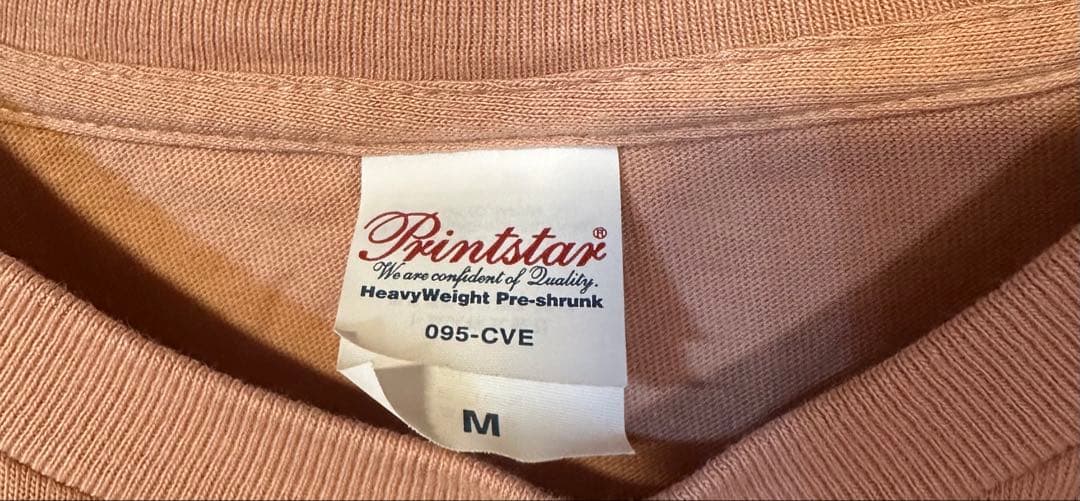 Printstar®
We are confident of Quality.
HeavyWeight Pre-shrunk
095-CVE
M